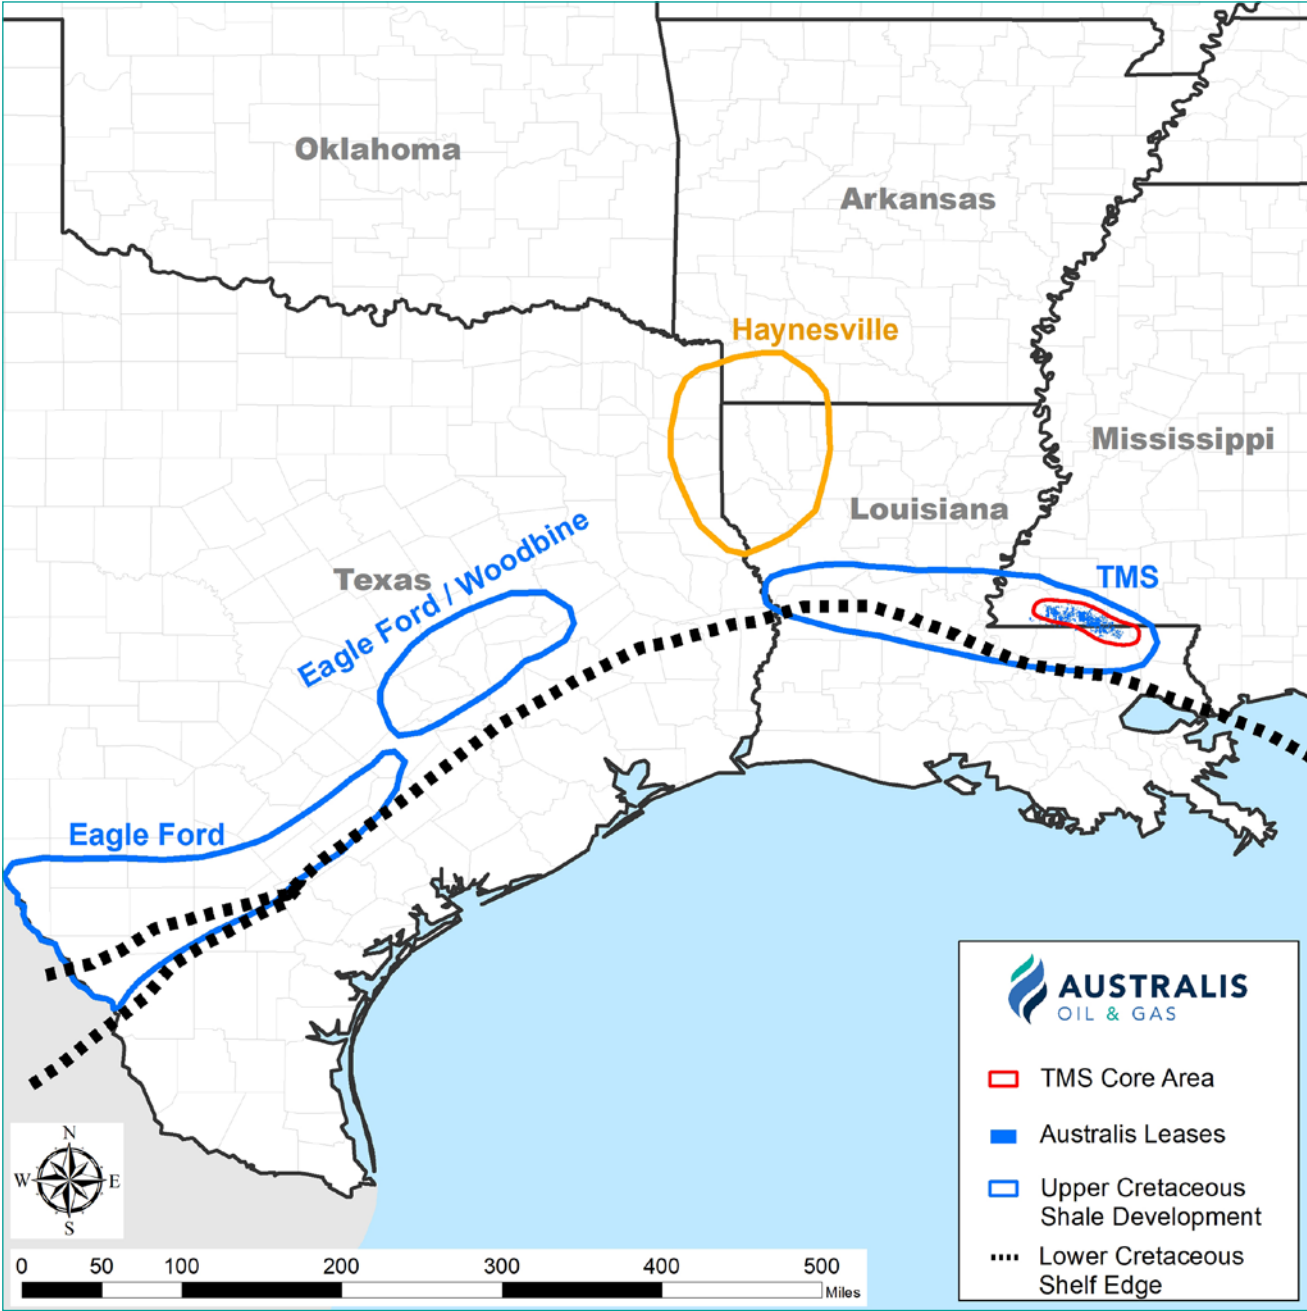 Oklahoma
Arkansas
Haynesville
Mississippi
Louisiana
Texas
Eagle Ford / Woodbine
TMS
Eagle Ford
AUSTRALIS
OIL & GAS
TMS Core Area
Australis Leases
Upper Cretaceous
Shale Development
Lower Cretaceous
Shelf Edge
N
W E
S
0 50 100 200 300 400 500
Miles